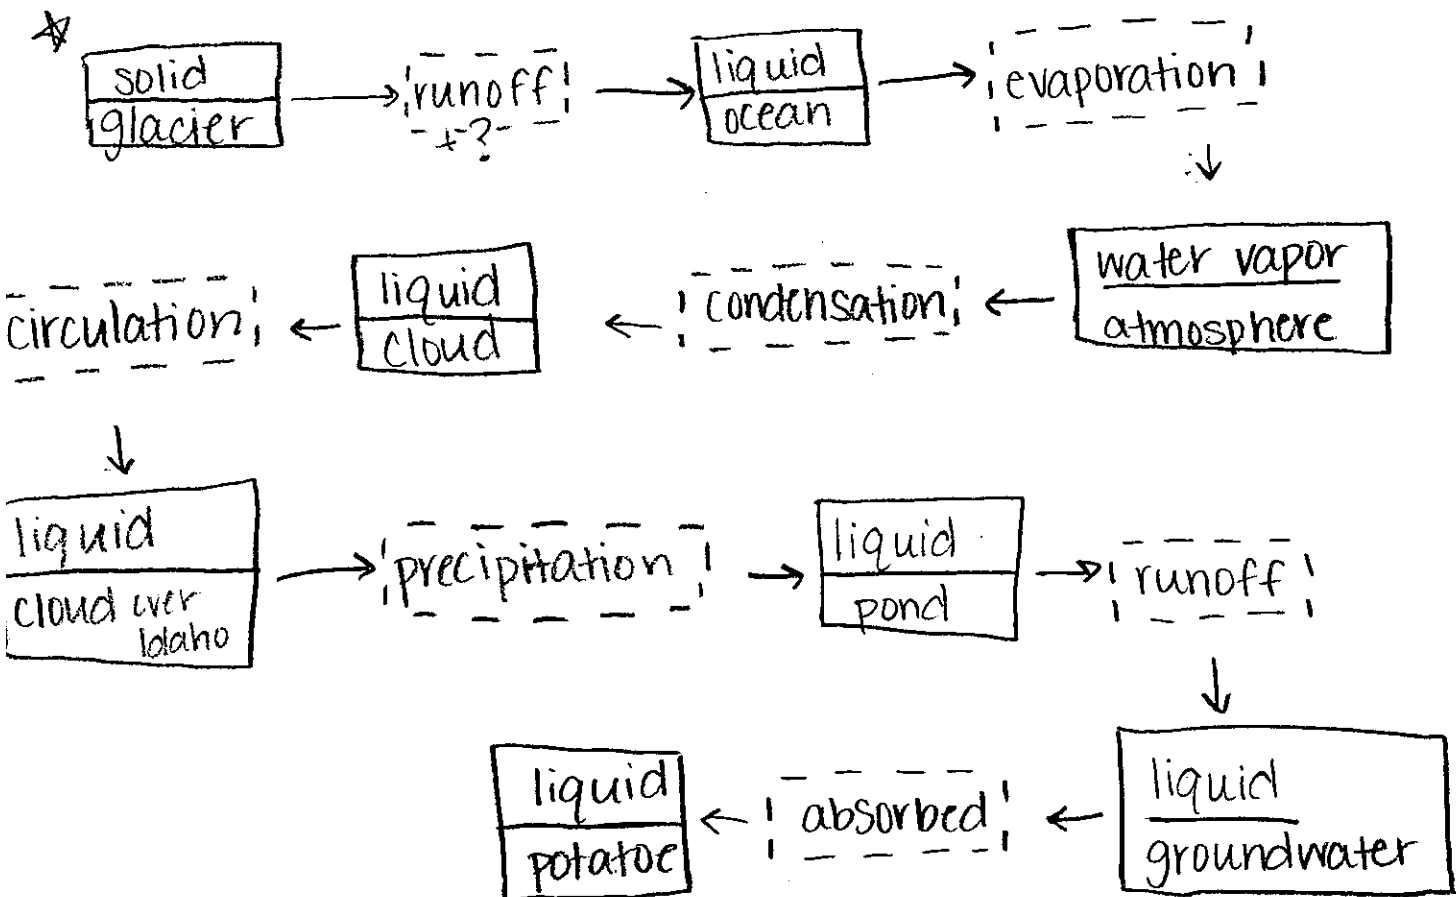 solid
glacier
runoff
+?
liquid
ocean
evaporation
water vapor
atmosphere
condensation
liquid
cloud
circulation
liquid
cloud over
Idaho
precipitation
liquid
pond
runoff
liquid
groundwater
absorbed
liquid
potatoe